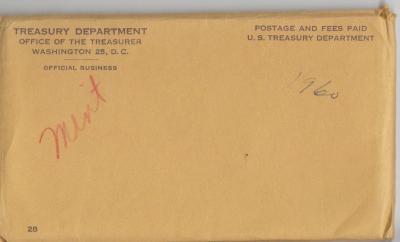 TREASURY DEPARTMENT
OFFICE OF THE TREASURER
WASHINGTON 25, D.C.
OFFICIAL BUSINESS
POSTAGE AND FEES PAID
U.S. TREASURY DEPARTMENT
1960
Mint
28